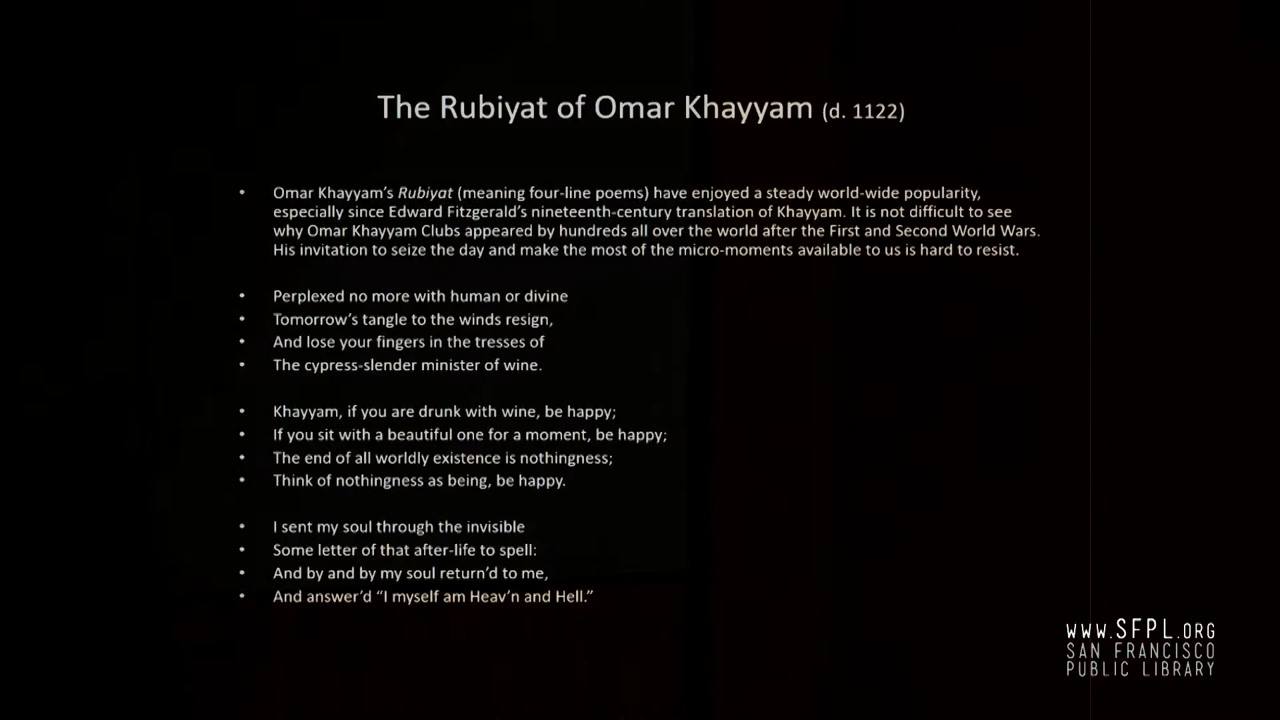 The Rubiyat of Omar Khayyam (d. 1122)
• Omar Khayyam's Rubiyat (meaning four-line poems) have enjoyed a steady world-wide popularity,
especially since Edward Fitzgerald's nineteenth-century translation of Khayyam. It is not difficult to see
why Omar Khayyam Clubs appeared by hundreds all over the world after the First and Second World Wars.
His invitation to seize the day and make the most of the micro-moments available to us is hard to resist.
• Perplexed no more with human or divine
• Tomorrow's tangle to the winds resign,
• And lose your fingers in the tresses of
• The cypress-slender minister of wine.
• Khayyam, if you are drunk with wine, be happy;
• If you sit with a beautiful one for a moment, be happy;
• The end of all worldly existence is nothingness;
• Think of nothingness as being, be happy.
• I sent my soul through the invisible
• Some letter of that after-life to spell:
• And by and by my soul return'd to me,
• And answer'd “I myself am Heav'n and Hell.”
WWW.SFPL.ORG
SAN FRANCISCO
PUBLIC LIBRARY